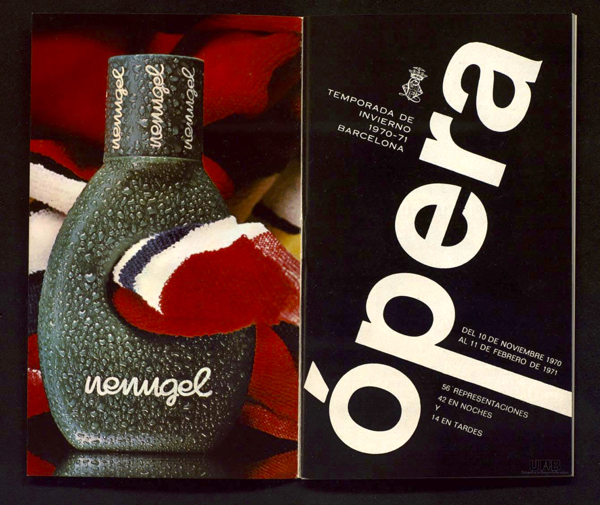 nenugel
nenugel
nenugel
nenugel
TEMPORADA DE
INVIERNO
1970-71
BARCELONA
ópera
DEL 10 DE NOVIEMBRE 1970
AL 11 DE FEBRERO DE 1971
56 REPRESENTACIONES
42 EN NOCHES
Y
14 EN TARDES
UAB